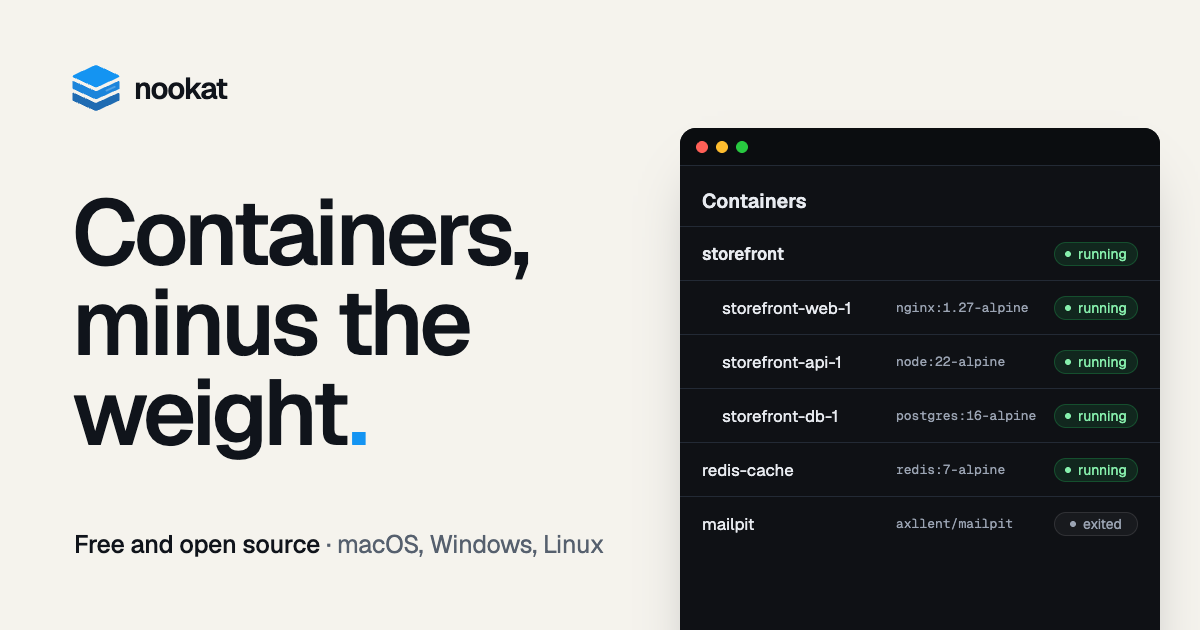 nookat
Containers,
minus the
weight.
Free and open source · macOS, Windows, Linux
Containers
storefront running
storefront-web-1 nginx:1.27-alpine running
storefront-api-1 node:22-alpine running
storefront-db-1 postgres:16-alpine running
redis-cache redis:7-alpine running
mailpit axllent/mailpit exited